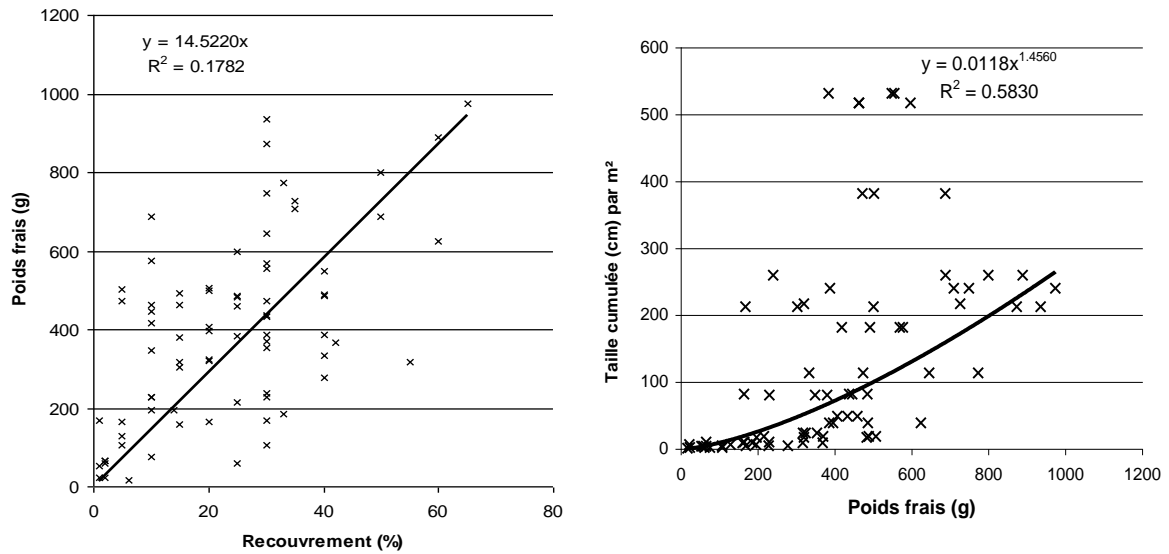 1200
1000
800
600
400
200
0
0 20 40 60 80
Poids frais (g)
Recouvrement (%)
y = 14.5220x
R² = 0.1782
600
500
400
300
200
100
0
0 200 400 600 800 1000 1200
Taille cumulée (cm) par m²
Poids frais (g)
y = 0.0118x^1.4560
R² = 0.5830